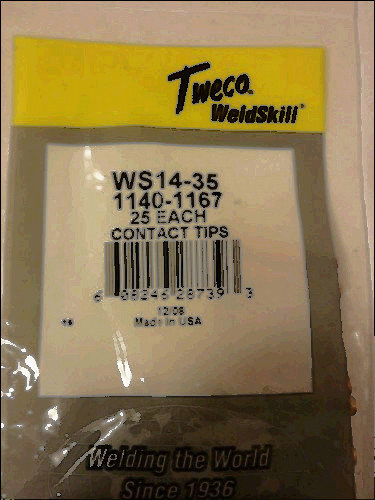 Tweco
WeldSkill
WS14-35
1140-1167
25 EACH
CONTACT TIPS
6 08246 28739 3
12/08
Made In USA
Welding the World
Since 1936